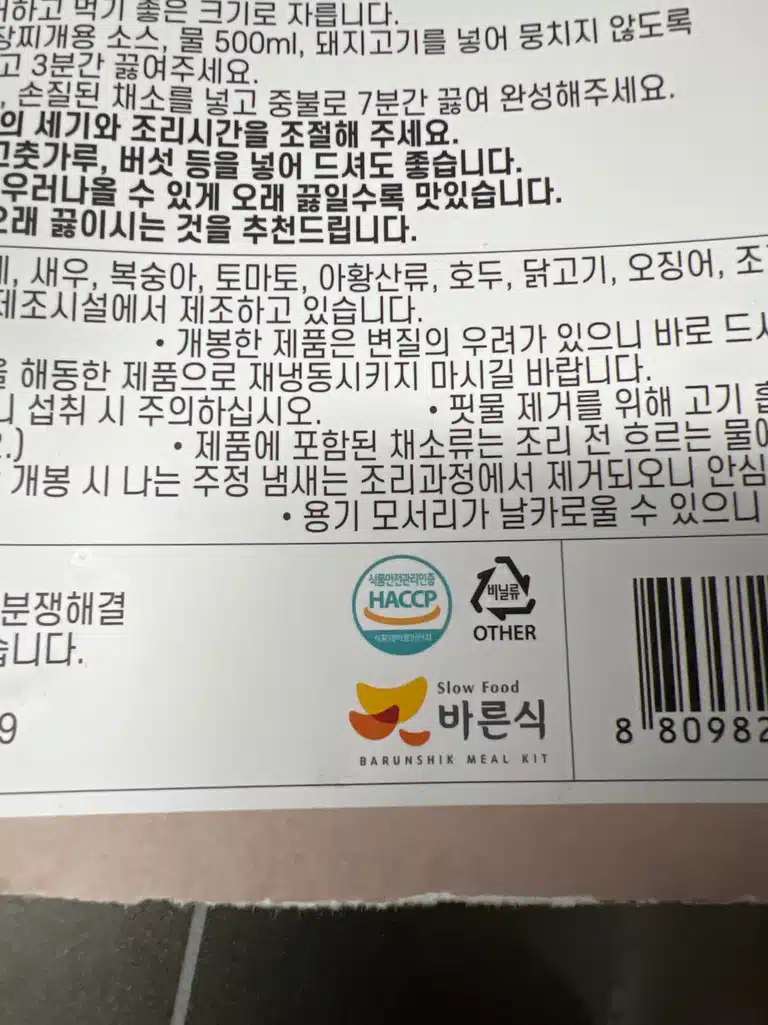 하고 먹기 좋은 크기로 자릅니다.
장찌개용 소스, 물 500ml, 돼지고기를 넣어 뭉치지 않도록
고 3분간 끓여주세요.
, 손질된 채소를 넣고 중불로 7분간 끓여 완성해주세요.
의 세기와 조리시간을 조절해 주세요.
고춧가루, 버섯 등을 넣어 드셔도 좋습니다.
우러나올 수 있게 오래 끓일수록 맛있습니다.
오래 끓이시는 것을 추천드립니다.
게, 새우, 복숭아, 토마토, 아황산류, 호두, 닭고기, 오징어, 조
제조시설에서 제조하고 있습니다.
• 개봉한 제품은 변질의 우려가 있으니 바로 드시
을 해동한 제품으로 재냉동시키지 마시길 바랍니다.
니 섭취 시 주의하십시오. • 핏물 제거를 위해 고기
.) • 제품에 포함된 채소류는 조리 전 흐르는 물에
개봉 시 나는 주정 냄새는 조리과정에서 제거되오니 안심
• 용기 모서리가 날카로울 수 있으니
분쟁해결
습니다.
9
식품안전관리인증
HACCP
식품의약품안전처
비닐류
OTHER
Slow Food
바른식
BARUNSHIK MEAL KIT
8 80982